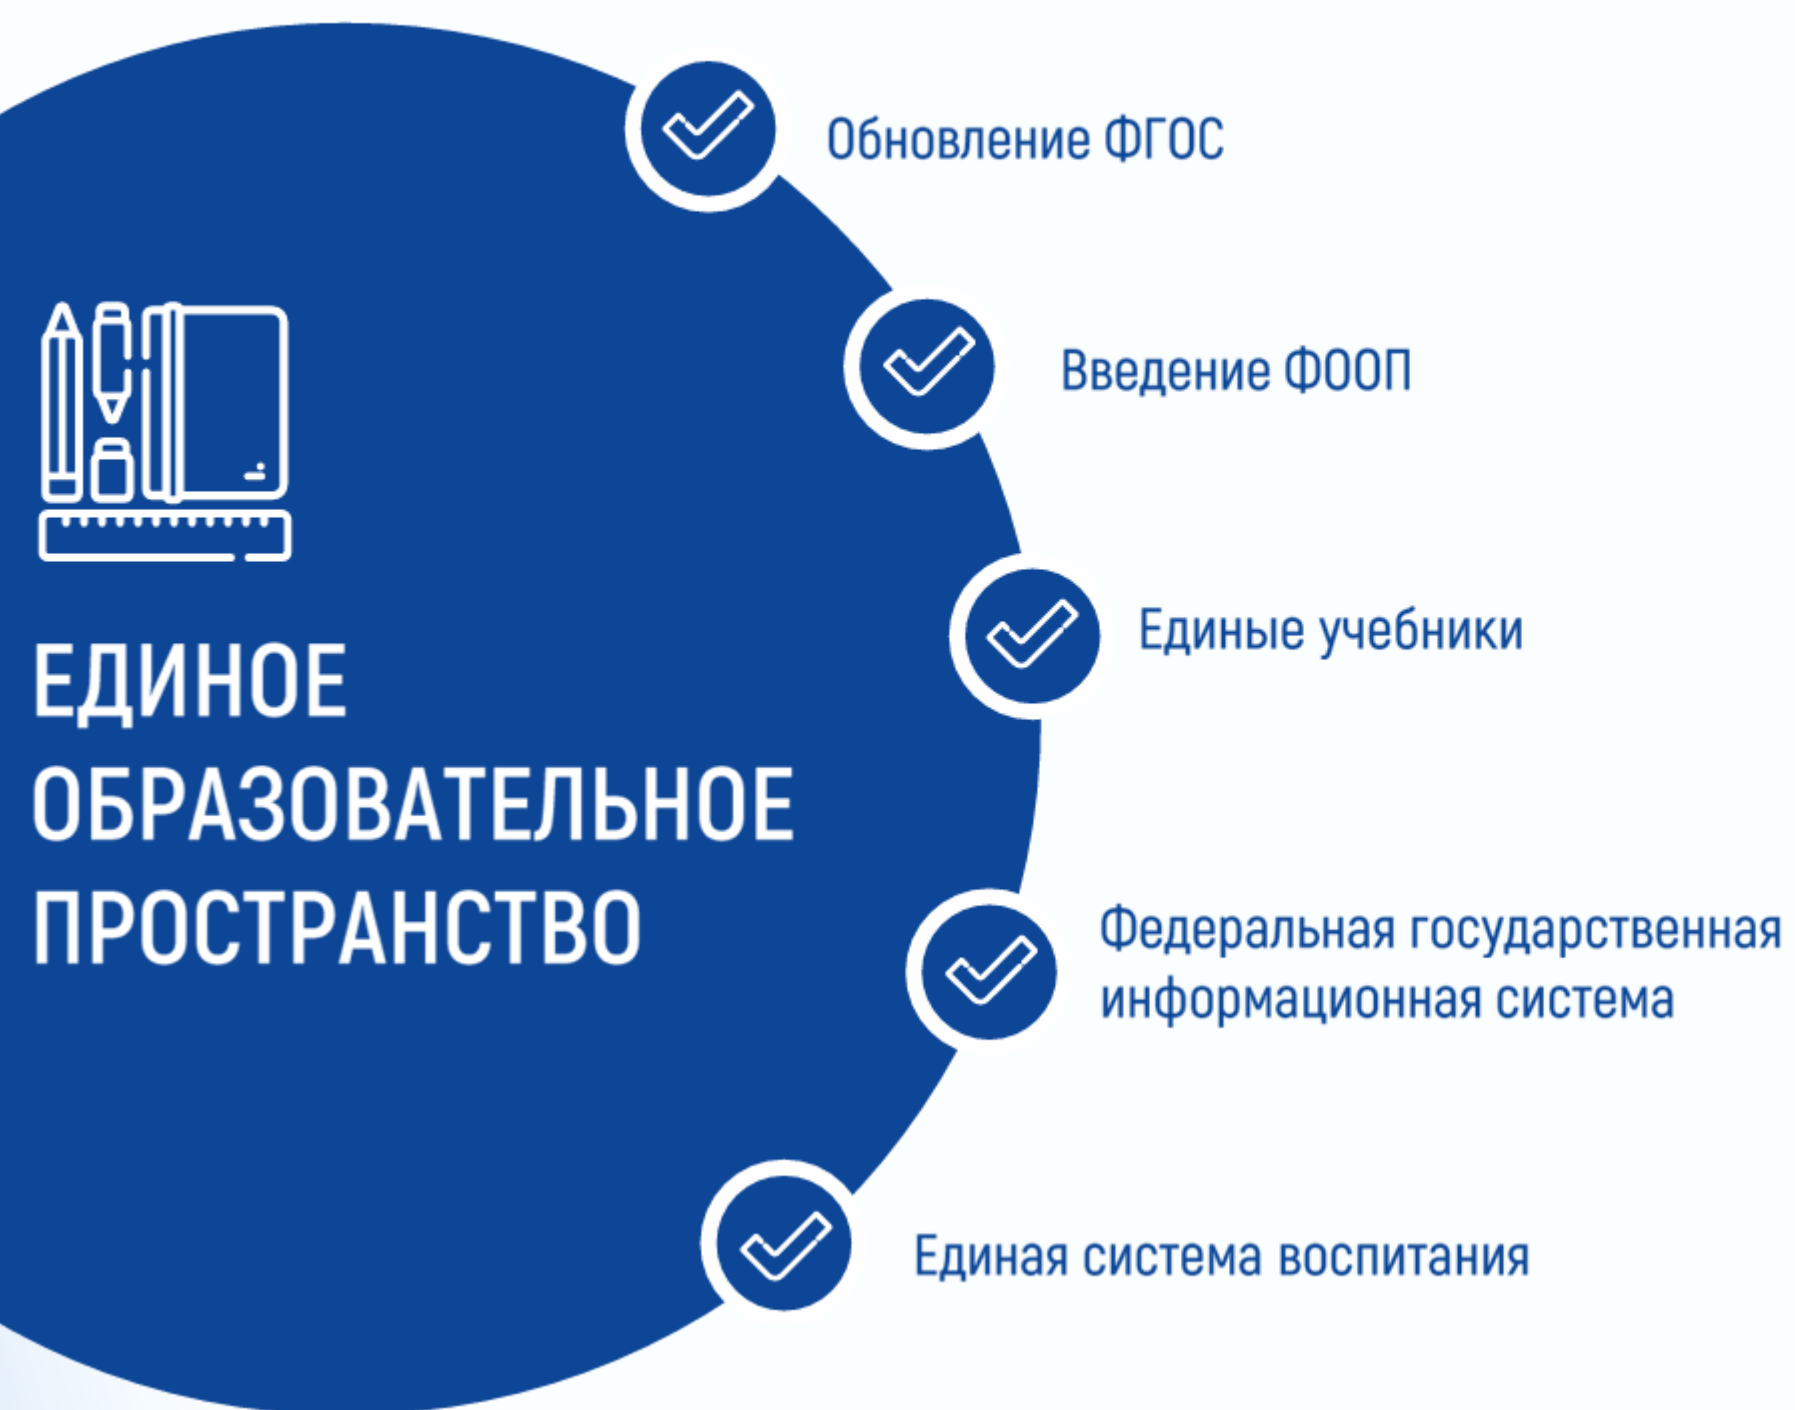 ЕДИНОЕ
ОБРАЗОВАТЕЛЬНОЕ
ПРОСТРАНСТВО
Обновление ФГОС
Введение ФООП
Единые учебники
Федеральная государственная
информационная система
Единая система воспитания